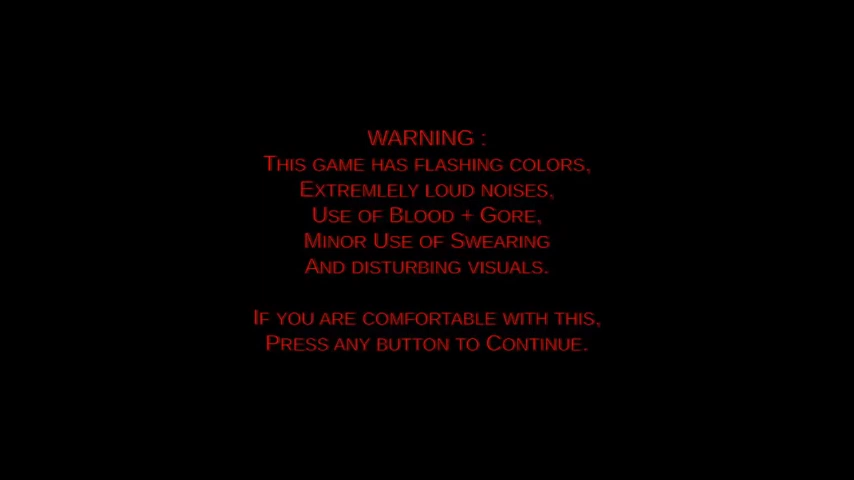 WARNING :
THIS GAME HAS FLASHING COLORS,
EXTREMLELY LOUD NOISES,
USE OF BLOOD + GORE,
MINOR USE OF SWEARING
AND DISTURBING VISUALS.
IF YOU ARE COMFORTABLE WITH THIS,
PRESS ANY BUTTON TO CONTINUE.